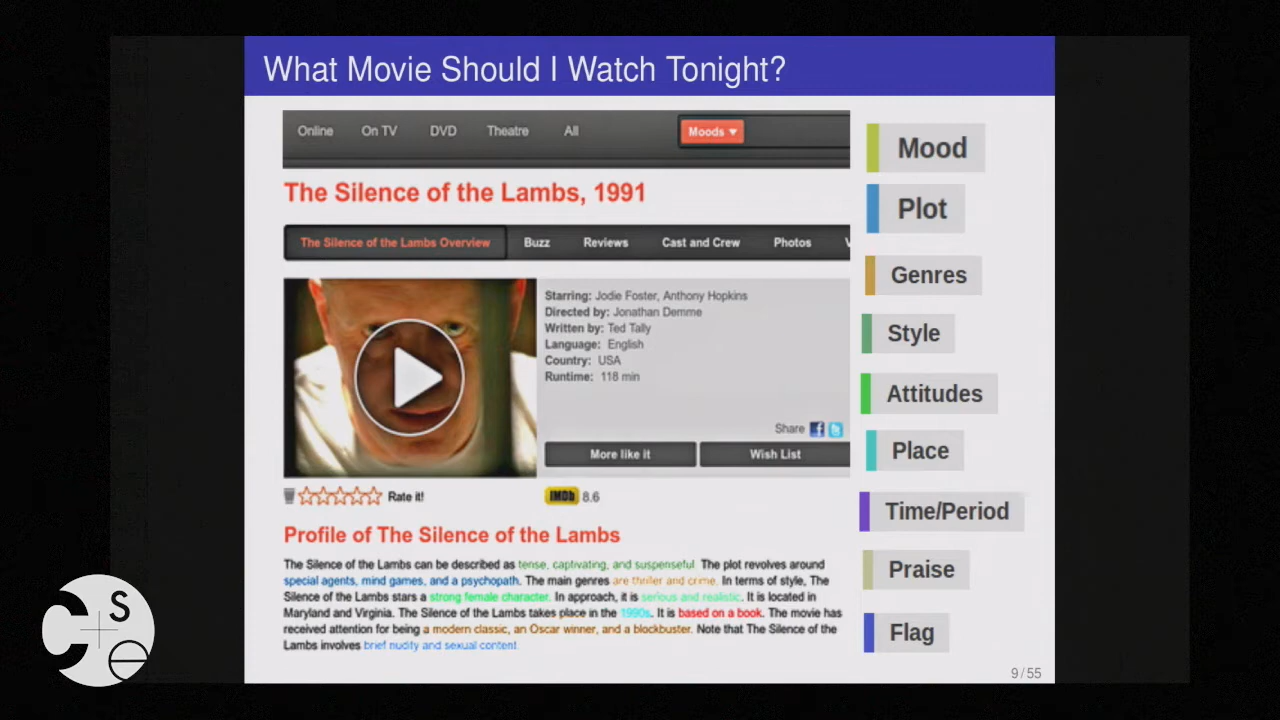 What Movie Should I Watch Tonight?
Online On TV DVD Theatre All Moods
The Silence of the Lambs, 1991
The Silence of the Lambs Overview Buzz Reviews Cast and Crew Photos V
Starring: Jodie Foster, Anthony Hopkins
Directed by: Jonathan Demme
Written by: Ted Tally
Language: English
Country: USA
Runtime: 118 min
Share
More like it Wish List
Rate it! IMDb 8.6
Profile of The Silence of the Lambs
The Silence of the Lambs can be described as tense, captivating, and suspenseful. The plot revolves around
special agents, mind games, and a psychopath. The main genres are thriller and crime. In terms of style, The
Silence of the Lambs stars a strong female character. In approach, it is serious and realistic. It is located in
Maryland and Virginia. The Silence of the Lambs takes place in the 1990s. It is based on a book. The movie has
received attention for being a modern classic, an Oscar winner, and a blockbuster. Note that The Silence of the
Lambs involves brief nudity and sexual content.
Mood
Plot
Genres
Style
Attitudes
Place
Time/Period
Praise
Flag
9/55
C S e